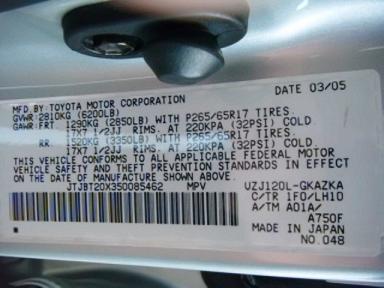 DATE 03/05
MFD. BY: TOYOTA MOTOR CORPORATION
GVWR: 2810KG (6200LB)
GAWR: FRT 1290KG (2850LB) WITH P265/65R17 TIRES
17X7 1/2JJ RIMS, AT 220KPA (32PSI) COLD
RR 1520KG (3350LB) WITH P265/65R17 TIRES
17X7 1/2JJ RIMS, AT 220KPA (32PSI) COLD
THIS VEHICLE CONFORMS TO ALL APPLICABLE FEDERAL MOTOR
VEHICLE SAFETY AND THEFT PREVENTION STANDARDS IN EFFECT
ON THE DATE OF MANUFACTURE SHOWN ABOVE.
JTJBT20X350085462 MPV UZJ120L-GKAZKA
C/TR 1F0/LH10
A/TM A01A/
A750F
MADE IN JAPAN
NO.048